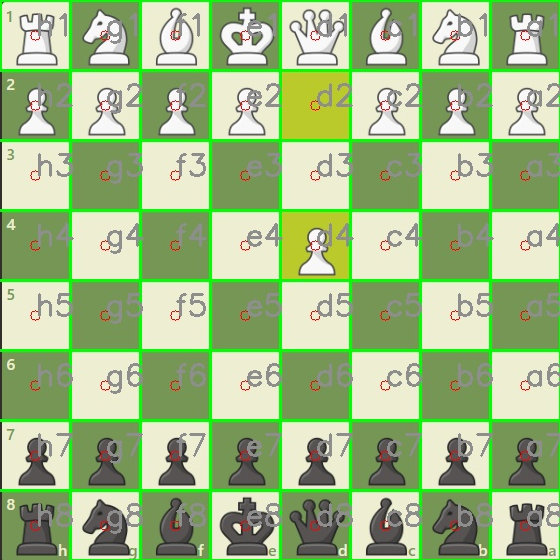 1 h1 g1 f1 e1 d1 c1 b1 a1
2 h2 g2 f2 e2 d2 c2 b2 a2
3 h3 g3 f3 e3 d3 c3 b3 a3
4 h4 g4 f4 e4 d4 c4 b4 a4
5 h5 g5 f5 e5 d5 c5 b5 a5
6 h6 g6 f6 e6 d6 c6 b6 a6
7 h7 g7 f7 e7 d7 c7 b7 a7
8 h8 g8 f8 e8 d8 c8 b8 a8
h g f e d c b a